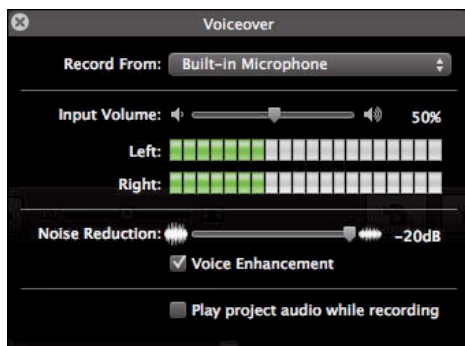 Voiceover
Record From: Built-in Microphone
Input Volume: 50%
Left:
Right:
Noise Reduction: -20dB
Voice Enhancement
Play project audio while recording